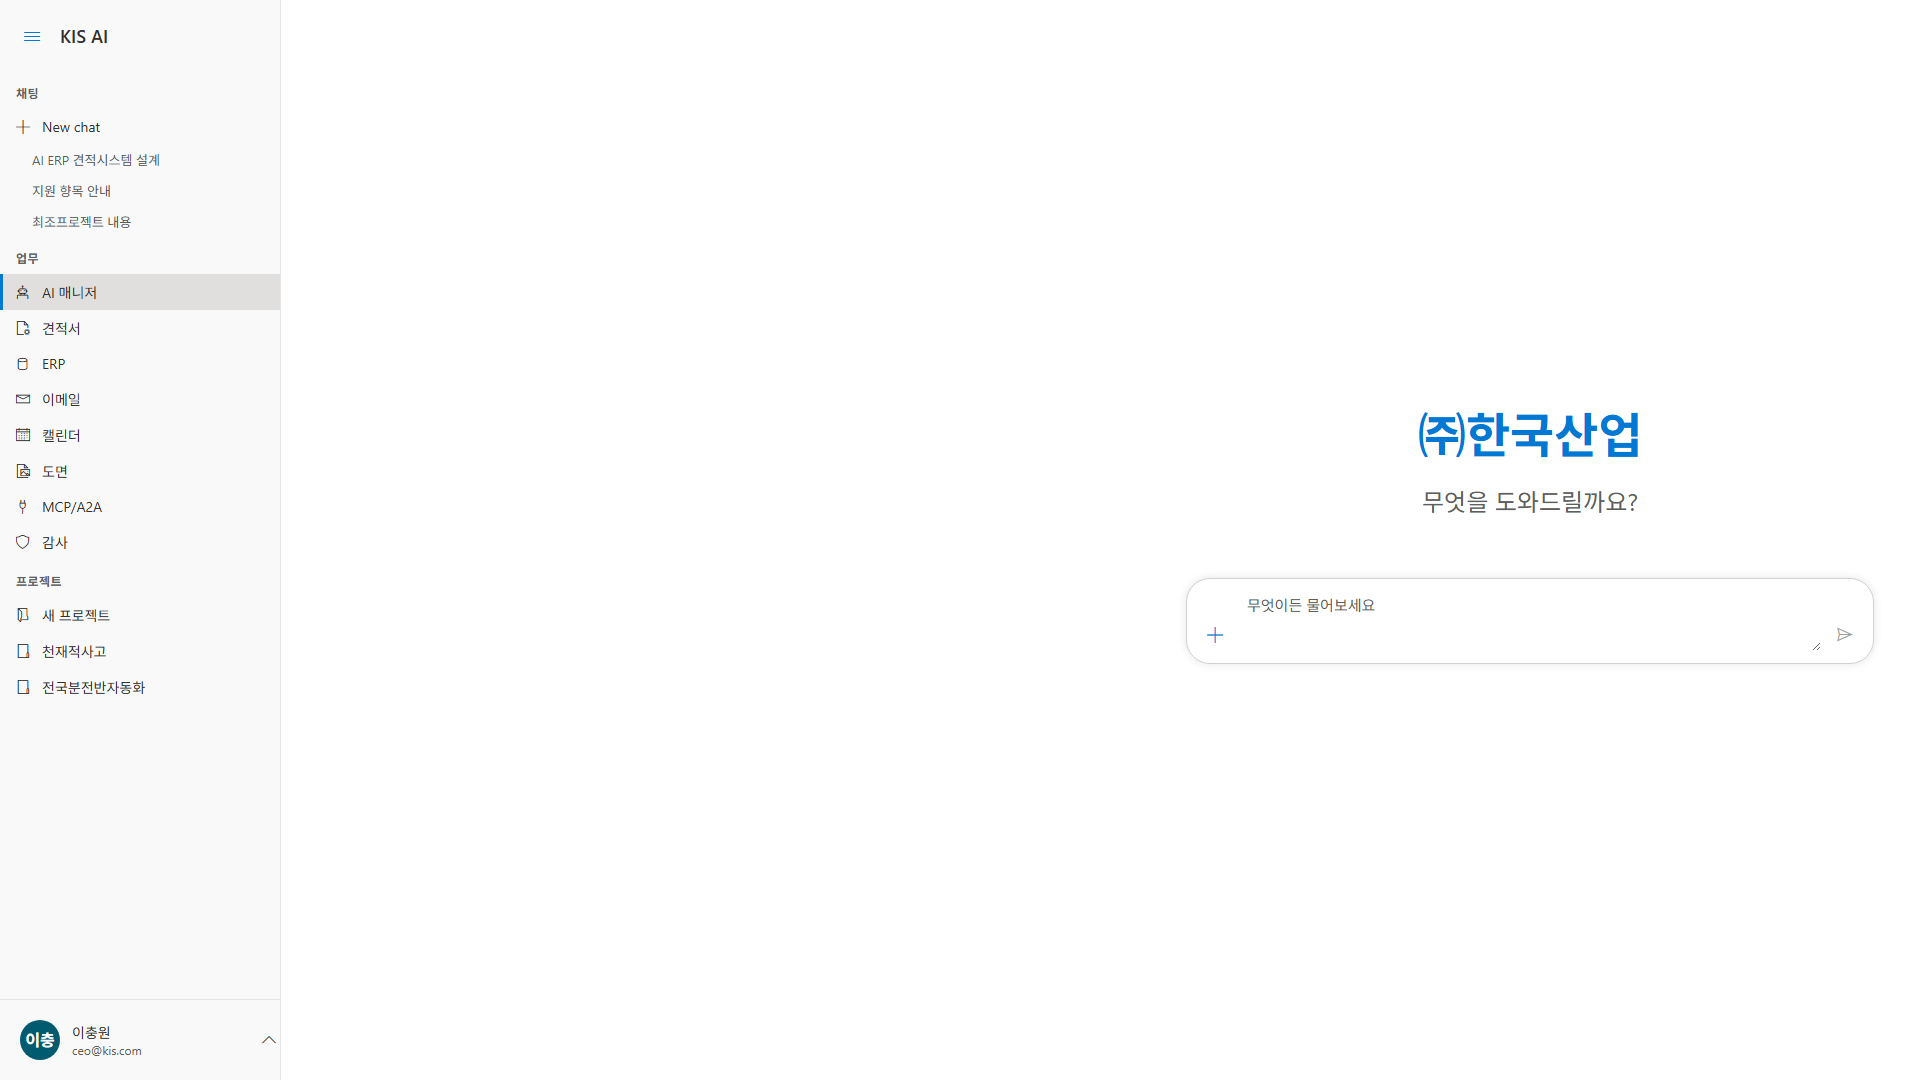 KIS AI
채팅
New chat
AI ERP 견적시스템 설계
지원 향목 안내
최조프로젝트 내용
업무
AI 매니저
견적서
ERP
이메일
캘린더
도면
MCP/A2A
감사
프로젝트
새 프로젝트
천재적사고
전국분전반자동화
이충
이충원
ceo@kis.com
㈜한국산업
무엇을 도와드릴까요?
무엇이든 물어보세요